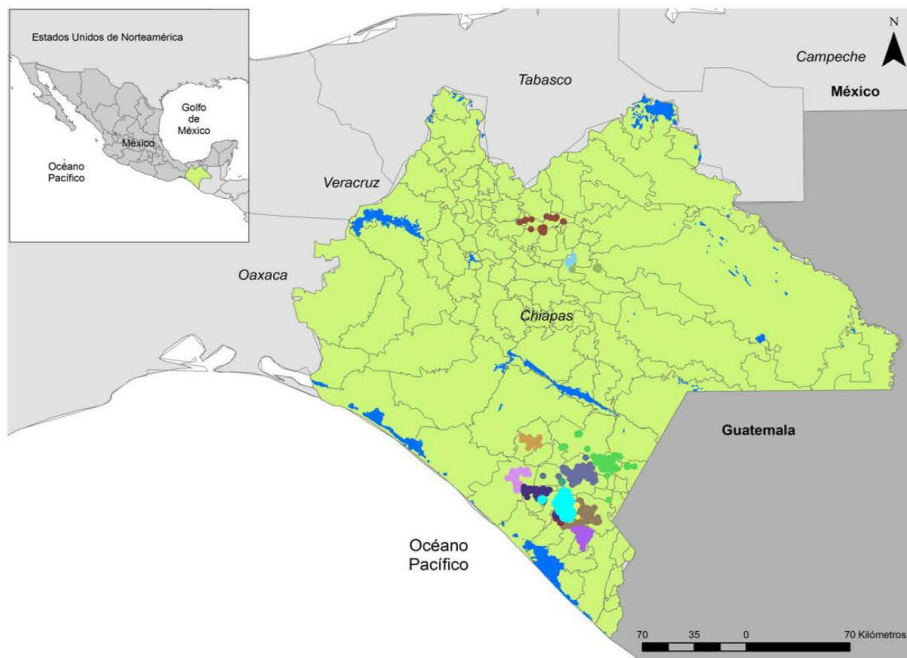 Estados Unidos de Norteamérica
Golfo
de
México
México
Océano
Pacífico
N
Campeche
México
Tabasco
Veracruz
Oaxaca
Chiapas
Guatemala
Océano
Pacífico
70 35 0 70 Kilómetros